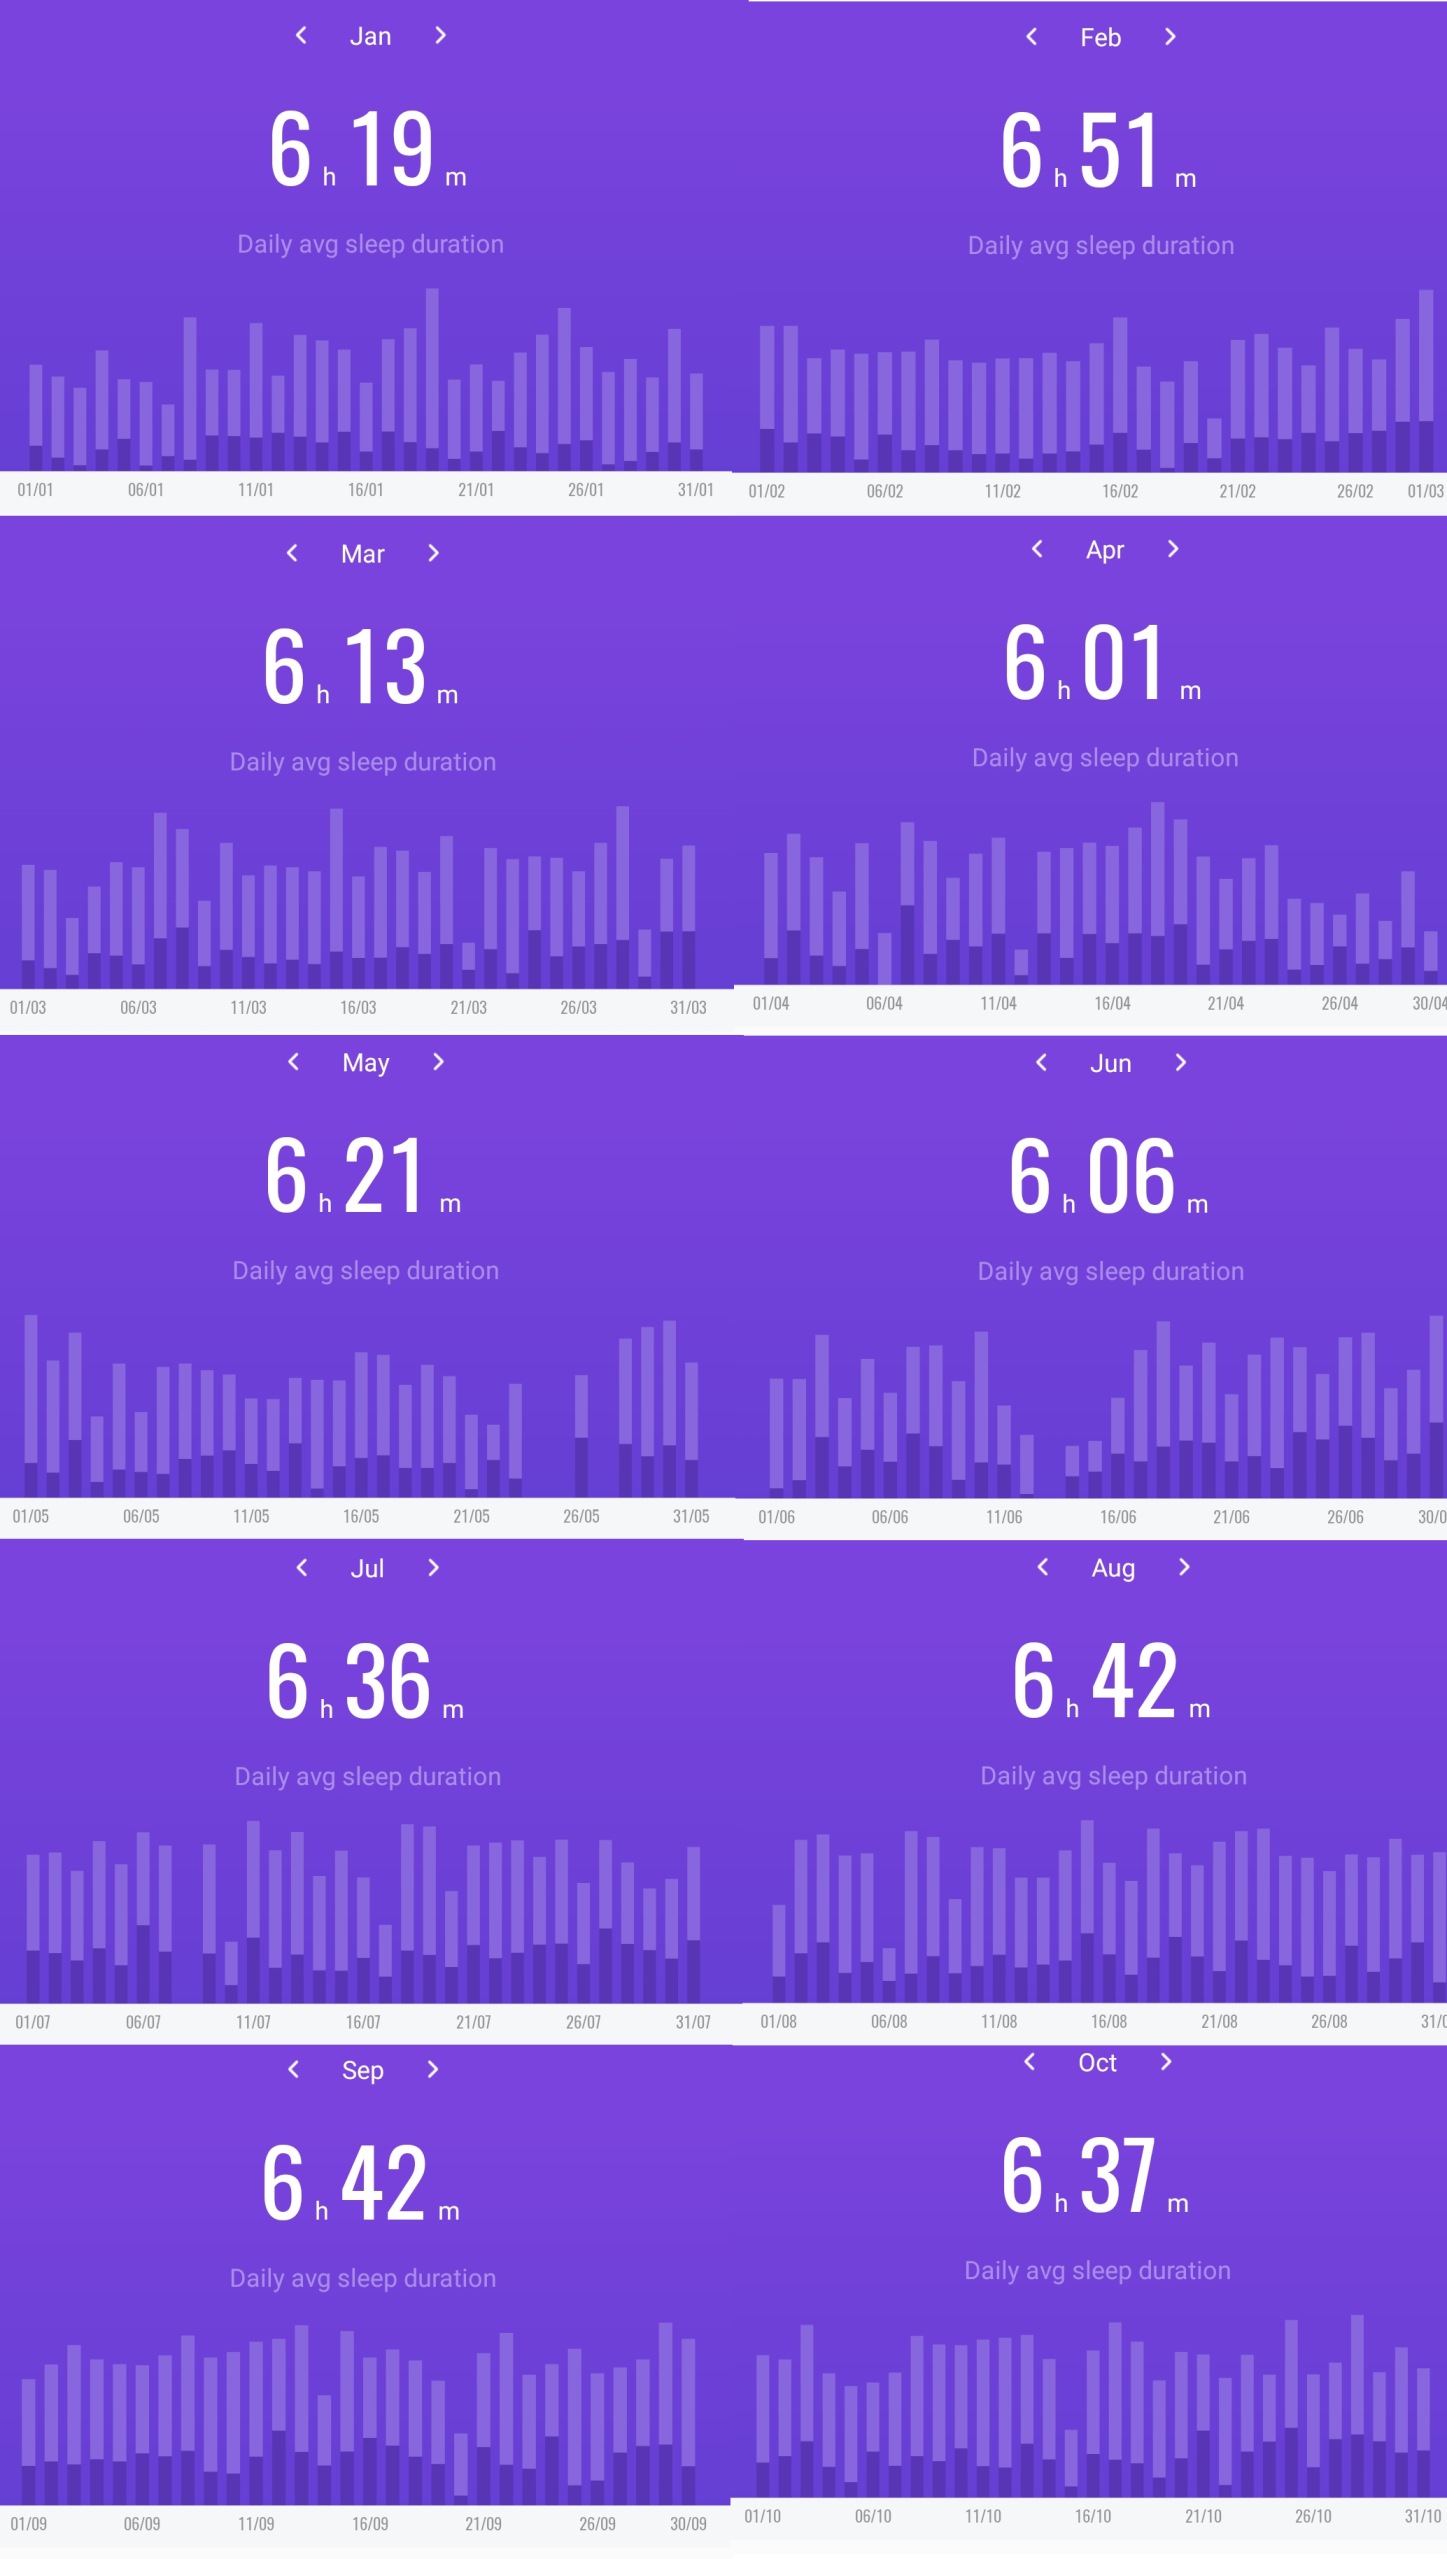 Jan
6 h 19 m
Daily avg sleep duration
01/01 06/01 11/01 16/01 21/01 26/01 31/01
Feb
6 h 51 m
Daily avg sleep duration
01/02 06/02 11/02 16/02 21/02 26/02 01/03
Mar
6 h 13 m
Daily avg sleep duration
01/03 06/03 11/03 16/03 21/03 26/03 31/03
Apr
6 h 01 m
Daily avg sleep duration
01/04 06/04 11/04 16/04 21/04 26/04 30/04
May
6 h 21 m
Daily avg sleep duration
01/05 06/05 11/05 16/05 21/05 26/05 31/05
Jun
6 h 06 m
Daily avg sleep duration
01/06 06/06 11/06 16/06 21/06 26/06 30/0
Jul
6 h 36 m
Daily avg sleep duration
01/07 06/07 11/07 16/07 21/07 26/07 31/07
Aug
6 h 42 m
Daily avg sleep duration
01/08 06/08 11/08 16/08 21/08 26/08 31/0
Sep
6 h 42 m
Daily avg sleep duration
01/09 06/09 11/09 16/09 21/09 26/09 30/09
Oct
6 h 37 m
Daily avg sleep duration
01/10 06/10 11/10 16/10 21/10 26/10 31/10